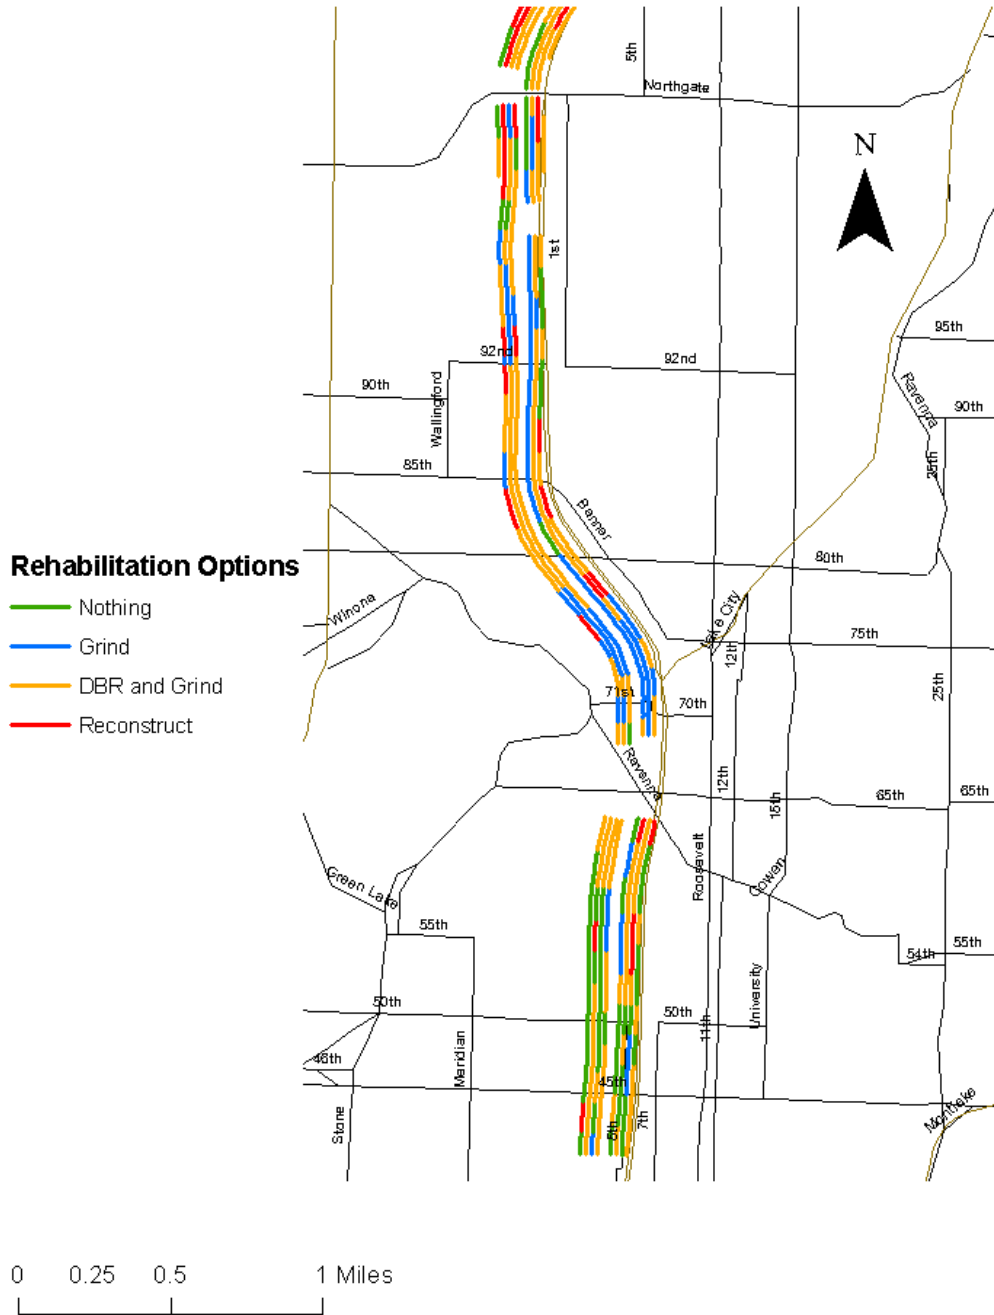 5th
Northgate
N
1st
95th
92nd
92nd
Ravenna
90th
Wallingford
90th
25th
85th
Banner
80th
Rehabilitation Options
Nothing
Grind
DBR and Grind
Reconstruct
Winona
Lake City
75th
12th
25th
71st
70th
Ravenna
12th
15th
65th
65th
Roosevelt
Cowen
Green Lake
55th
55th
54th
University
50th
50th
11th
46th
Meridian
45th
Montlake
Stone
5th
7th
0 0.25 0.5 1 Miles